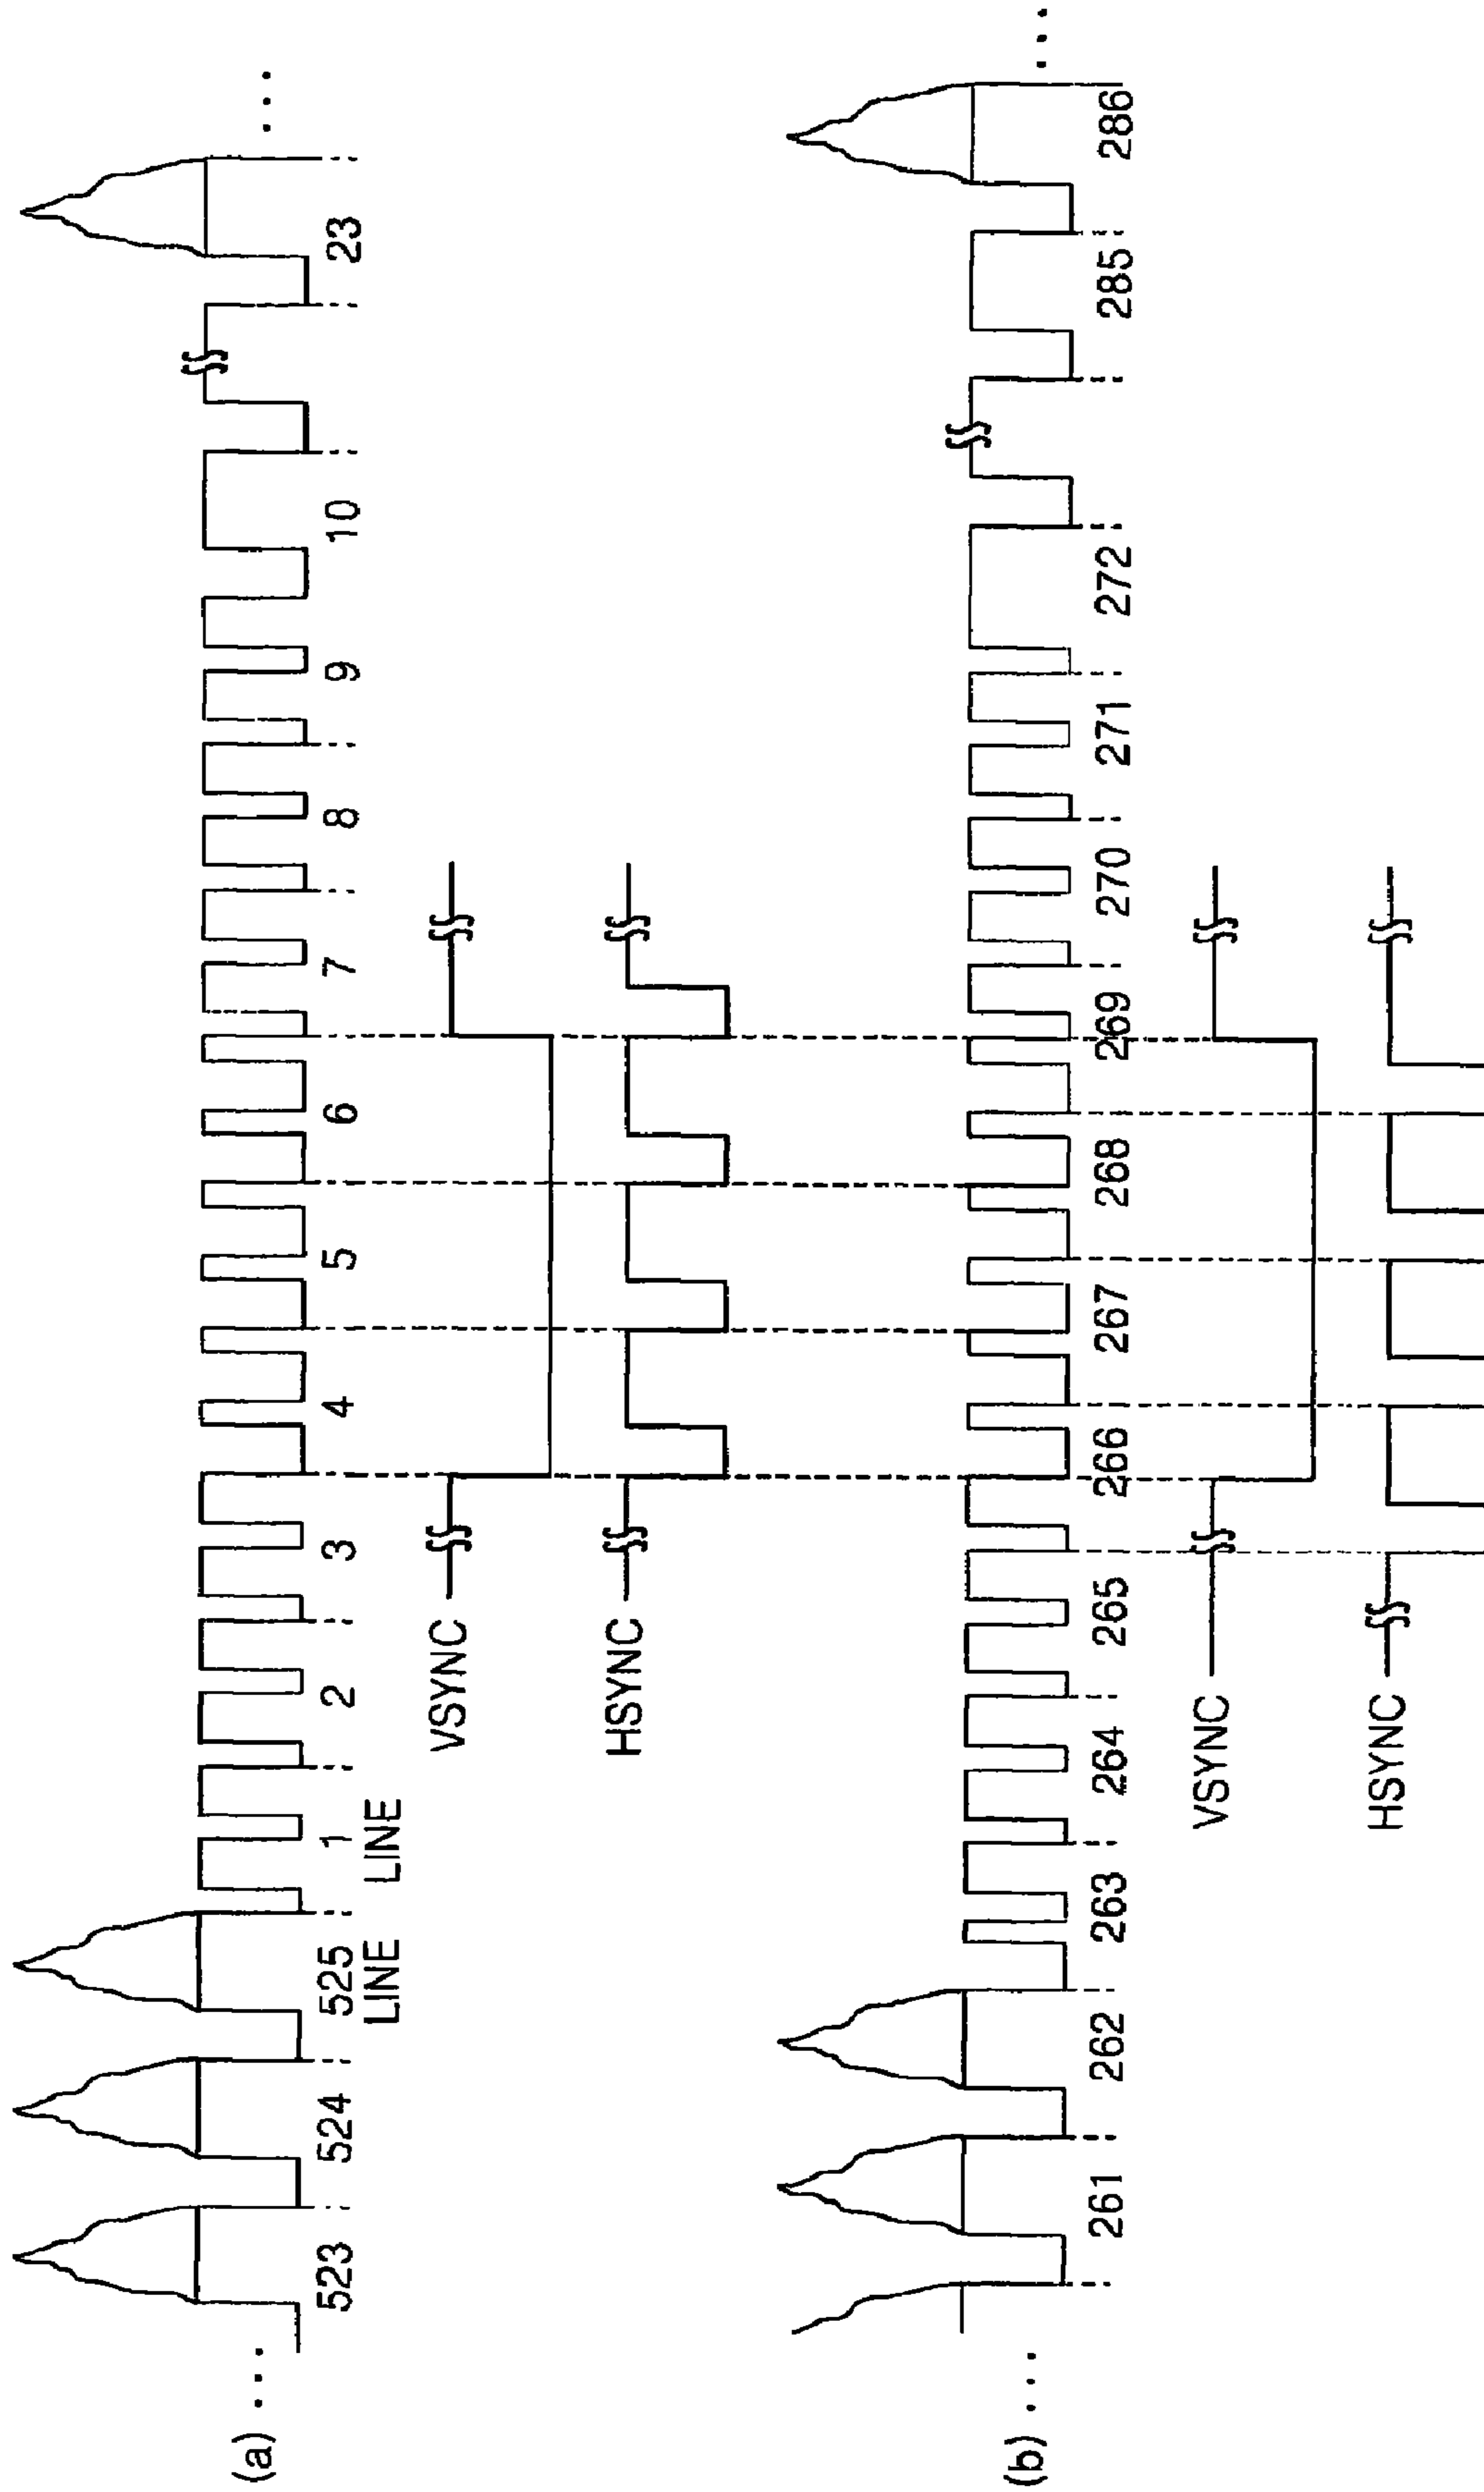 (a) ...
523 524 525 1 2 3 4 5 6 7 8 9 10 23 ...
LINE LINE
VSYNC
HSYNC
(b) ...
261 262 263 264 265 266 267 268 269 270 271 272 285 286 ...
VSYNC
HSYNC